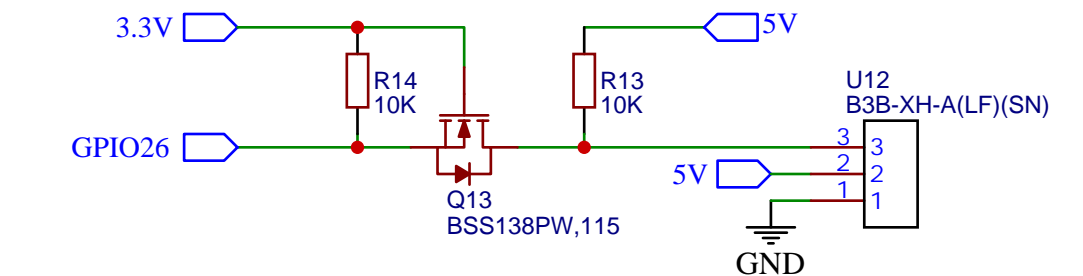 3.3V
5V
R14
10K
R13
10K
U12
B3B-XH-A(LF)(SN)
GPIO26
3
3
5V
2
2
1
1
Q13
BSS138PW,115
GND